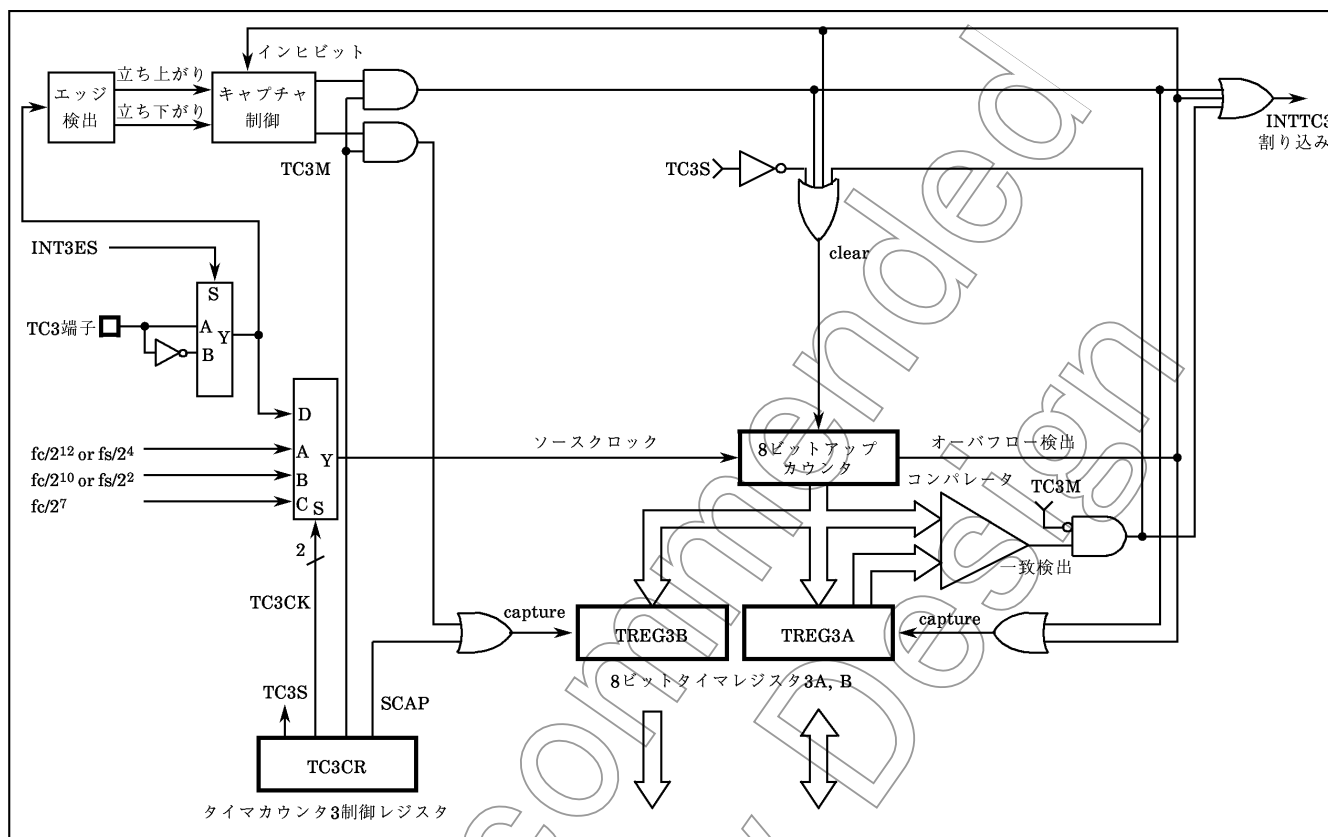 インヒビット
エッジ
検出
立ち上がり
立ち下がり
キャプチャ
制御
TC3M
TC3S
INTTC3
割り込み
clear
INT3ES
S
TC3端子
A
B
Y
D
A
B
C
S
Y
fc/2¹² or fs/2⁴
fc/2¹⁰ or fs/2²
fc/2⁷
ソースクロック
8ビットアップ
カウンタ
オーバフロー検出
コンパレータ
TC3M
一致検出
2
TC3CK
capture
TREG3B
TREG3A
capture
8ビットタイマレジスタ3A, B
TC3S
SCAP
TC3CR
タイマカウンタ3制御レジスタ
ommended
Design